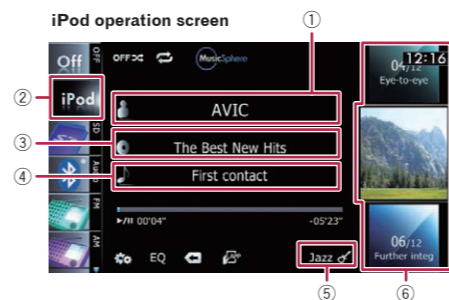 iPod operation screen
①
②
③
④
⑤
⑥
Off
OFF
OFF
MusicSphere
12:16
04/12
Eye-to-eye
iPod
AVIC
SD
The Best New Hits
First contact
Audio
FM
AM
►/II 00'04"
-05'23"
EQ
Jazz
06/12
Further integ